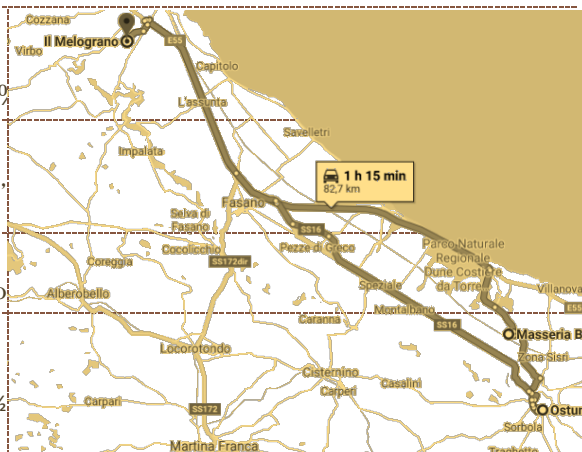 Cozzana
Il Melograno
E55
Virbo
Capitolo
L'assunta
Savelletri
Impalata
1 h 15 min
82,7 km
Fasano
Selva di
Fasano
SS16
Cocolicchio
Pezze di Greco
Parco Naturale
Regionale
Dune Costiere
da Torre
Coreggia
SS172dir
Speziale
Villanova
Alberobello
Montalbano
E55
Caranna
SS16
Masseria B
Locorotondo
Zona Sisri
Cisternino
Casalini
Carperi
Carpari
SS172
Ostun
Sorbola
Martina Franca